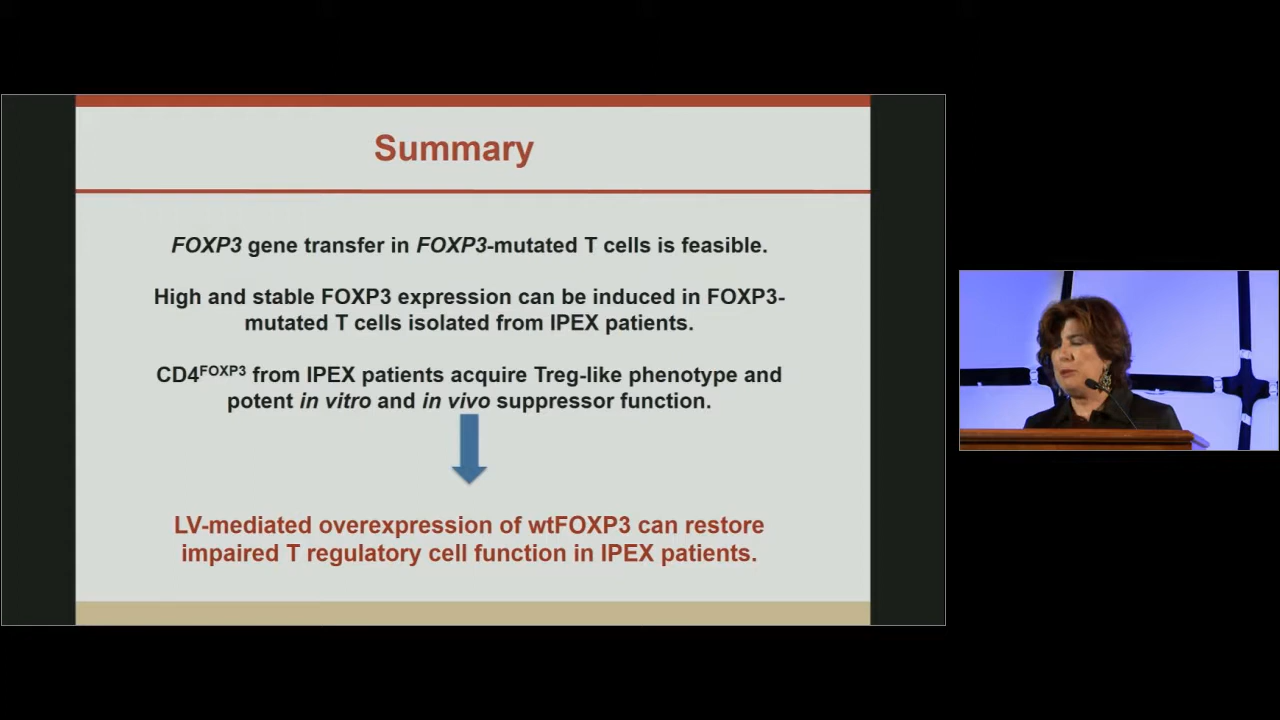 Summary
FOXP3 gene transfer in FOXP3-mutated T cells is feasible.
High and stable FOXP3 expression can be induced in FOXP3-
mutated T cells isolated from IPEX patients.
CD4FOXP3 from IPEX patients acquire Treg-like phenotype and
potent in vitro and in vivo suppressor function.
LV-mediated overexpression of wtFOXP3 can restore
impaired T regulatory cell function in IPEX patients.